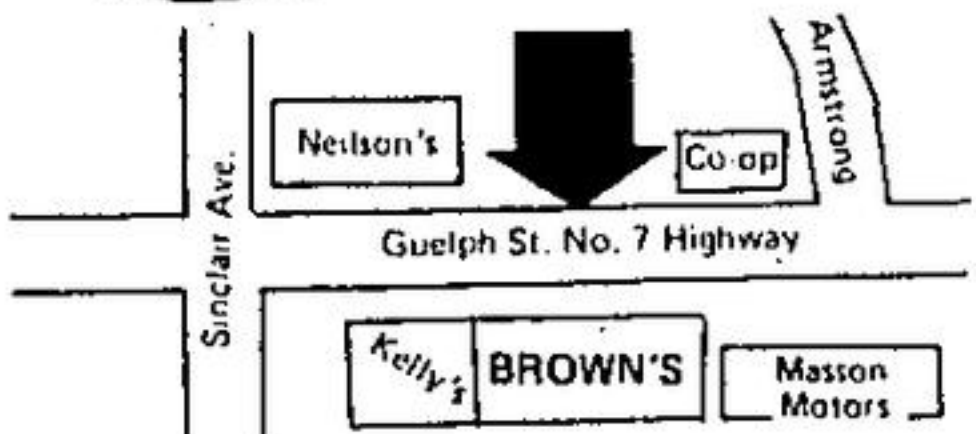 Armstrong
Neilson's
Co-op
Sinclair Ave.
Guelph St. No. 7 Highway
Kelly's
BROWN'S
Masson
Motors